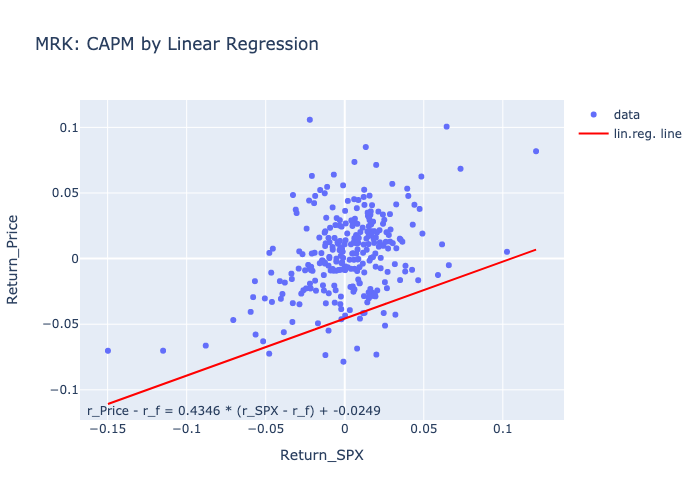 MRK: CAPM by Linear Regression
data
lin.reg. line
Return_Price
0.1
0.05
0
−0.05
−0.1
r_Price - r_f = 0.4346 * (r_SPX - r_f) + -0.0249
−0.15
−0.1
−0.05
0
0.05
0.1
Return_SPX